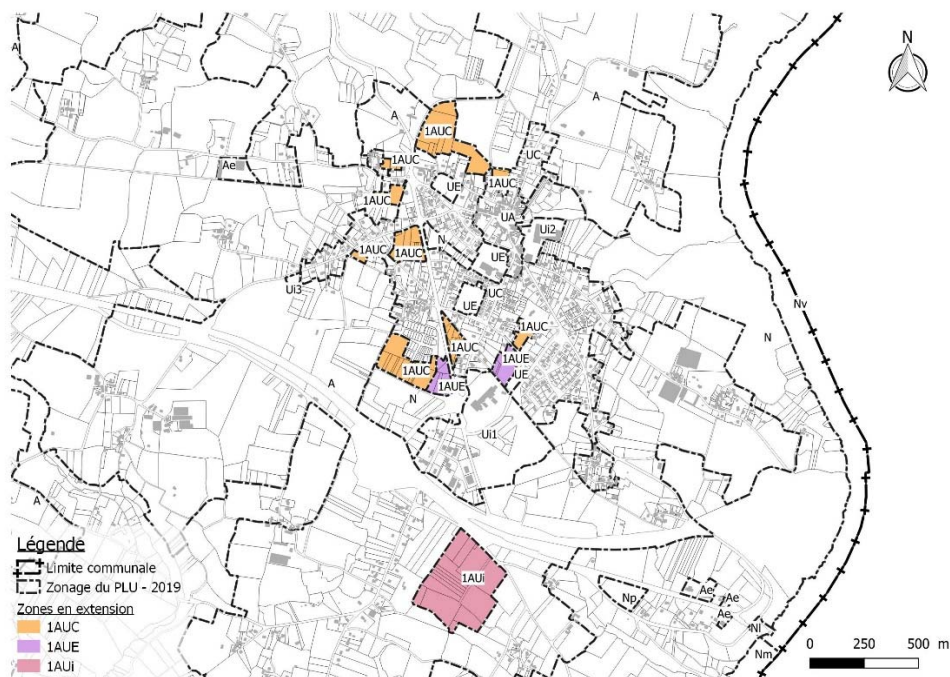 N
A
A
1AUC
UC
Ae
1AUC
UE
1AUC
1AUC
UA
Ui2
N
1AUC
1AUC
UE
Ui3
UC
UE
Nv
N
1AUC
1AUC
1AUE
UE
1AUC
1AUE
A
N
Ui1
A
1AUi
Np
Ae
Ae
Ae
Nl
Nm
Légende
Limite communale
Zonage du PLU - 2019
Zones en extension
1AUC
1AUE
1AUi
0 250 500 m